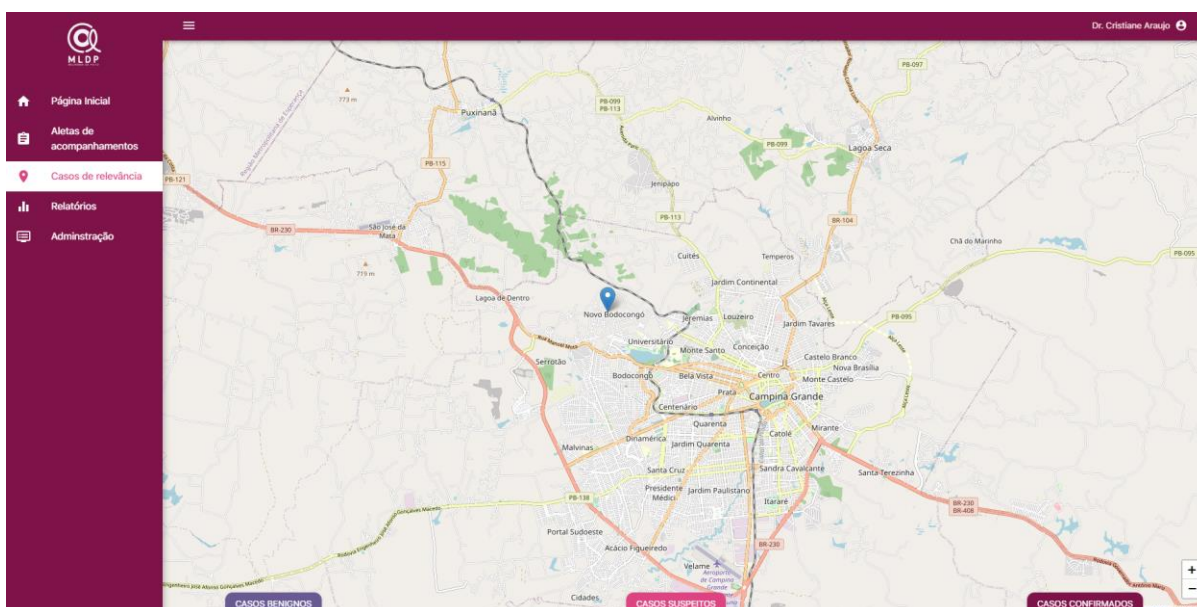 MLDP
Dr. Cristiane Araujo
Página Inicial
Aletas de
acompanhamentos
Casos de relevância
Relatórios
Adminstração
PB-097
773 m
PB-099
PB-113
Puxinanã
Alvinho
PB-099
Lagoa Seca
PB-115
PB-121
Jenipapo
PB-113
BR-104
BR-230
São José da
Mata
Chã do Marinho
PB-095
Cuités
Temperos
Jardim Continental
Lagoa de Dentro
Novo Bodocongó
Jeremias
Louzeiro
Jardim Tavares
PB-095
Universitário
Monte Santo
Conceição
Castelo Branco
Nova Brasília
Serrotão
Bodocongó
Bela Vista
Centro
Monte Castelo
Prata
Campina Grande
Centenário
Quarenta
Mirante
Catolé
Dinamérica
Jardim Quarenta
Malvinas
Santa Cruz
Sandra Cavalcante
Santa Terezinha
Presidente
Médici
Jardim Paulistano
Itararé
PB-138
BR-230
BR-408
Portal Sudoeste
Acácio Figueiredo
BR-230
Velame
Aeroporto
de Campina
Grande
Cidades
+
−
CASOS BENIGNOS
CASOS SUSPEITOS
CASOS CONFIRMADOS